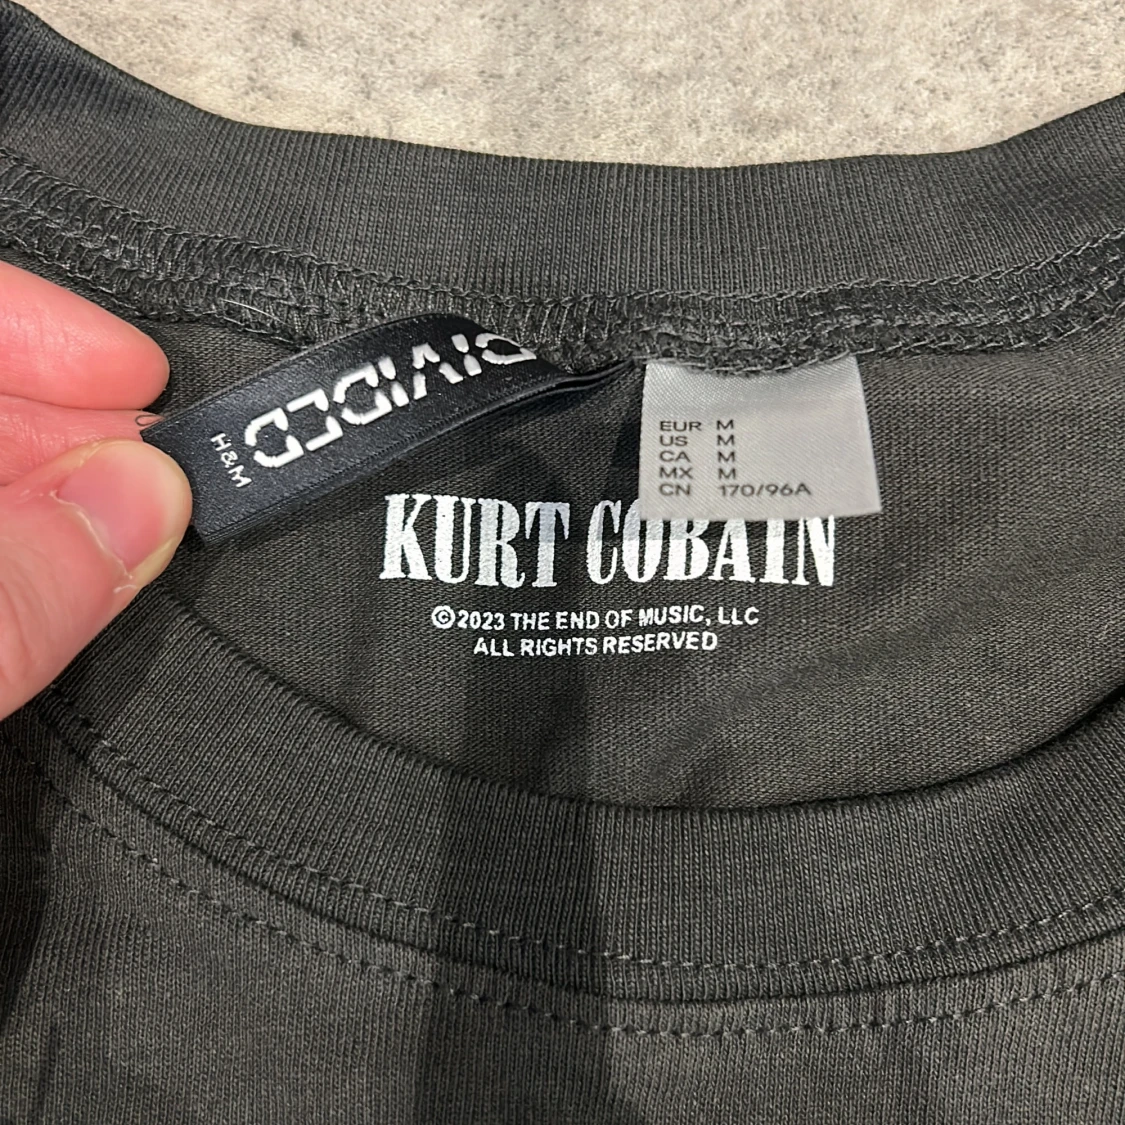 DIVIDED
H&M
EUR M
US M
CA M
MX M
CN 170/96A
KURT COBAIN
©2023 THE END OF MUSIC, LLC
ALL RIGHTS RESERVED